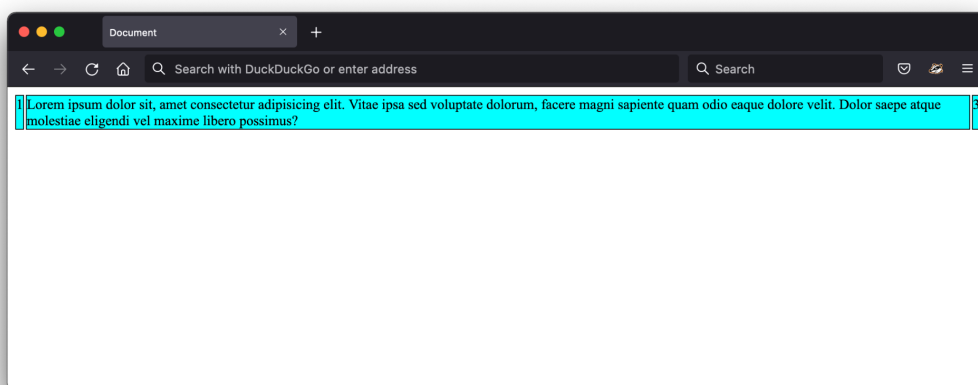 Document
Search with DuckDuckGo or enter address
Search
1 Lorem ipsum dolor sit, amet consectetur adipisicing elit. Vitae ipsa sed voluptate dolorum, facere magni sapiente quam odio eaque dolore velit. Dolor saepe atque 3
molestiae eligendi vel maxime libero possimus?